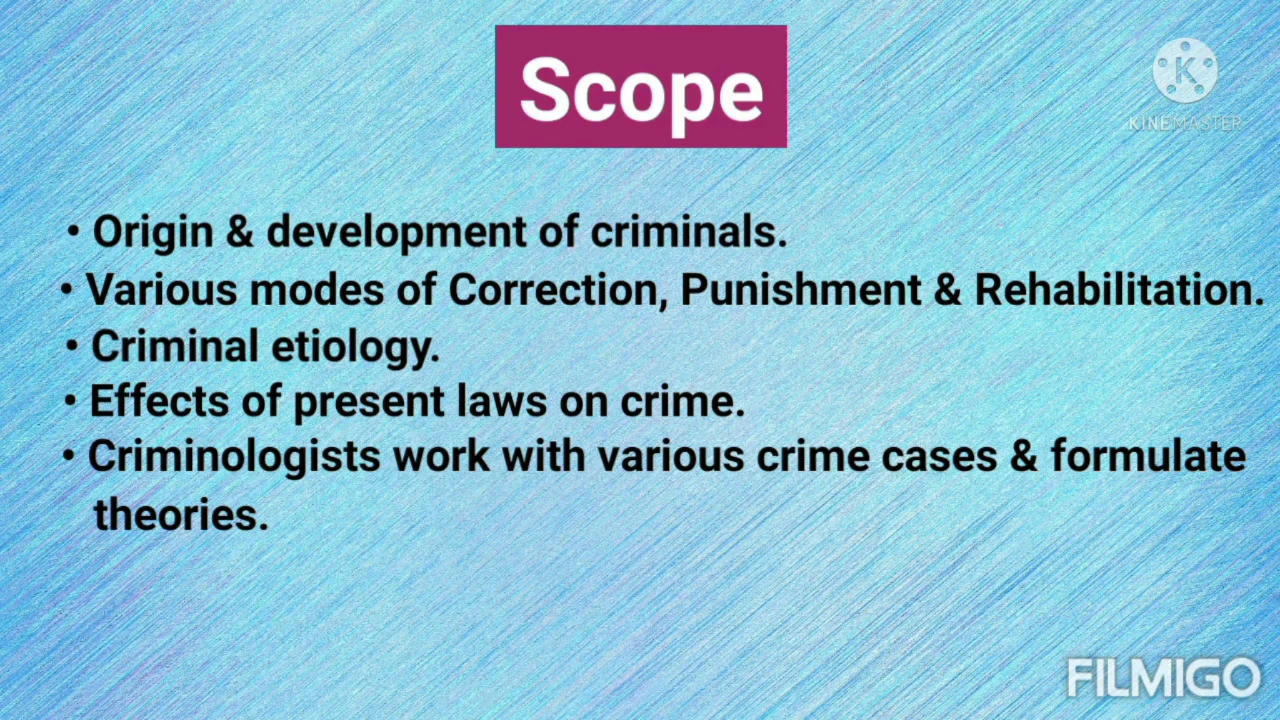 Scope
K
KINEMASTER
• Origin & development of criminals.
• Various modes of Correction, Punishment & Rehabilitation.
• Criminal etiology.
• Effects of present laws on crime.
• Criminologists work with various crime cases & formulate
theories.
FILMIGO